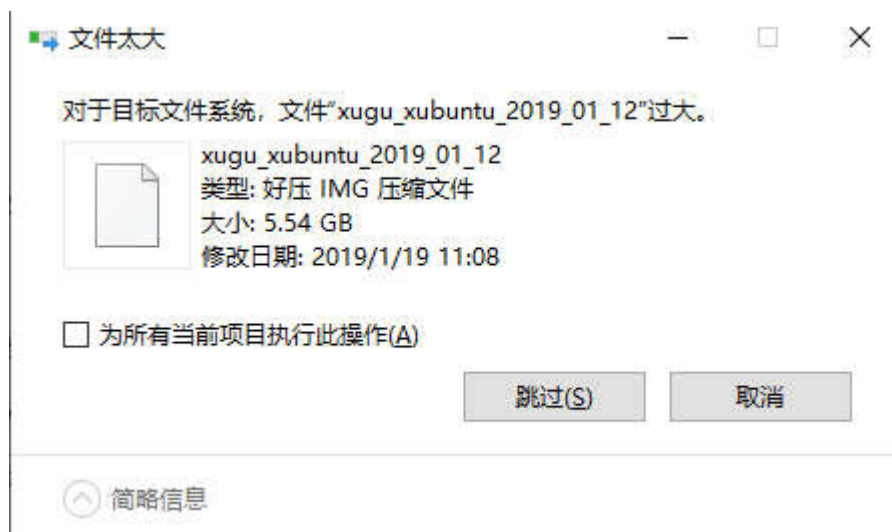 文件太大
对于目标文件系统，文件“xugu_xubuntu_2019_01_12”过大。
xugu_xubuntu_2019_01_12
类型: 好压 IMG 压缩文件
大小: 5.54 GB
修改日期: 2019/1/19 11:08
为所有当前项目执行此操作(A)
跳过(S)
取消
简略信息